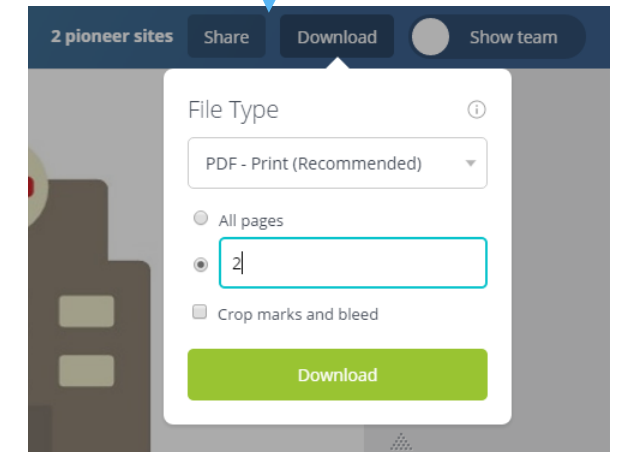 2 pioneer sites Share Download Show team
File Type
PDF - Print (Recommended)
All pages
2
Crop marks and bleed
Download